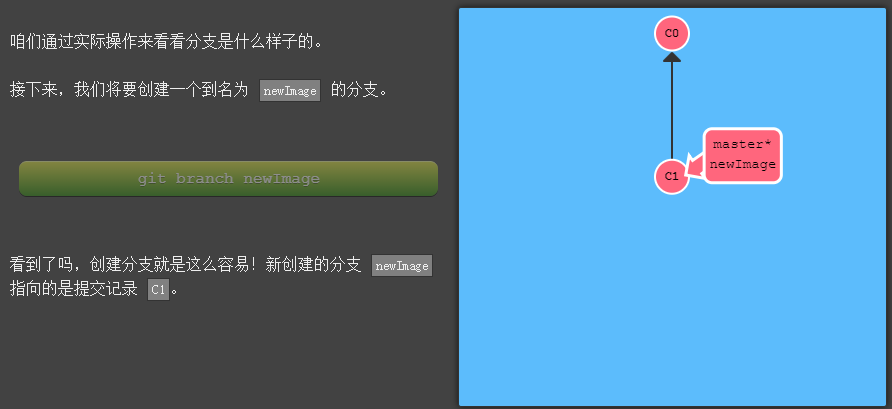 咱们通过实际操作来看看分支是什么样子的。
接下来，我们将要创建一个到名为 newImage 的分支。
git branch newImage
看到了吗，创建分支就是这么容易！新创建的分支 newImage
指向的是提交记录 C1。
C0
master*
newImage
C1